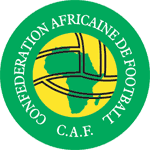 CONFEDERATION AFRICAINE DE FOOTBALL
C.A.F.